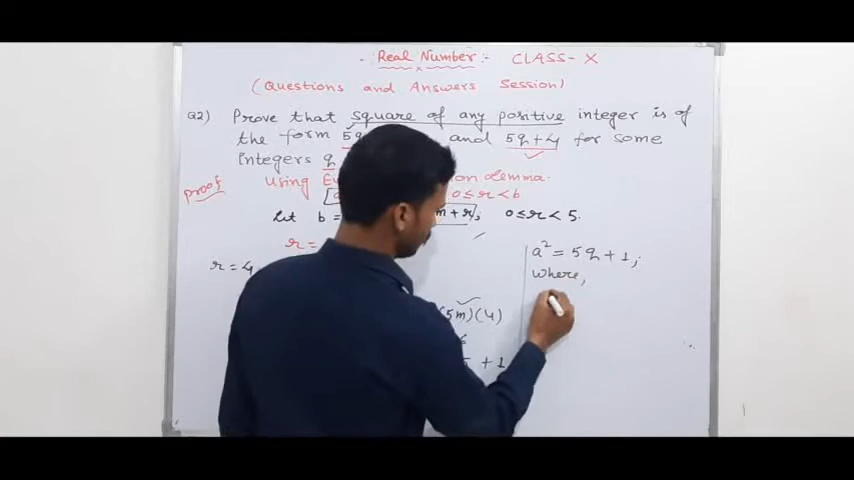 Real Number :- CLASS- X
(Questions and Answers Session)
Q2) Prove that square of any positive integer is of
the form 5q and 5q+4 for some
integers q
Proof Using Lemma.
0 ≤ r < b
Let b = m + r, 0 ≤ r < 5.
r =
a² = 5q + 1;
r = 4
where,
(5m)(4)
+ 1